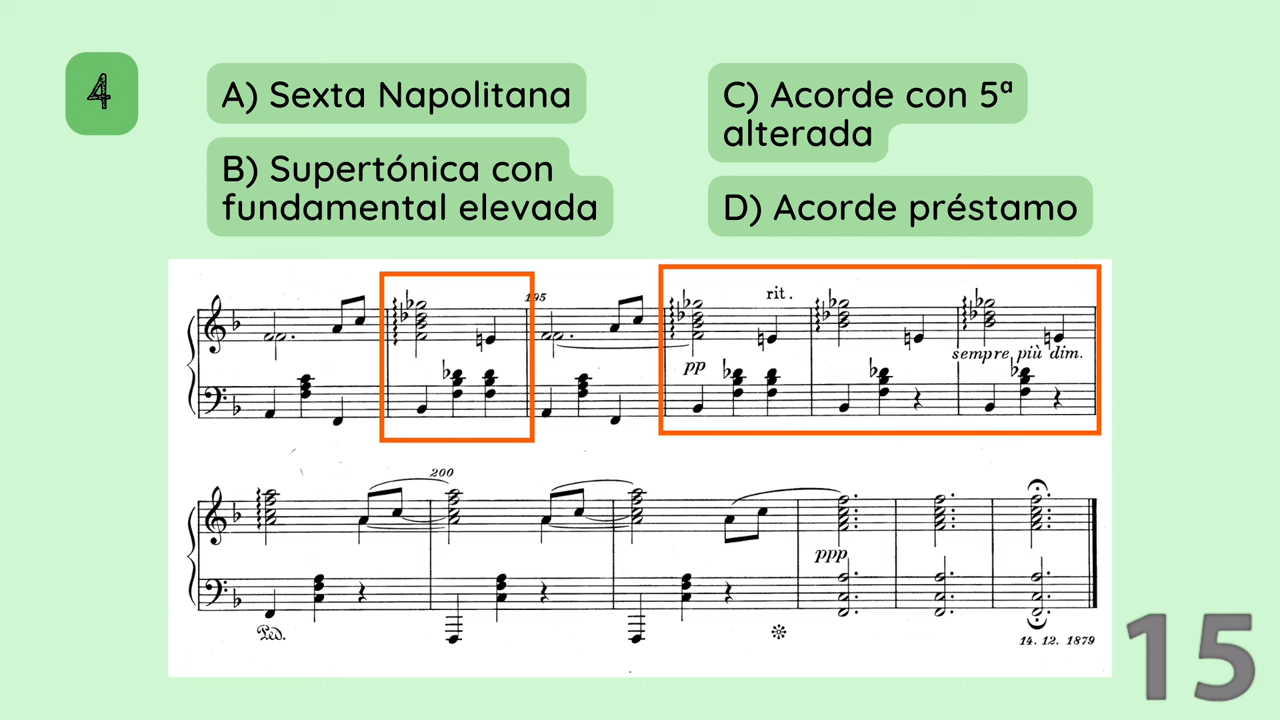 4
A) Sexta Napolitana
B) Supertónica con
fundamental elevada
C) Acorde con 5ª
alterada
D) Acorde préstamo
195
rit.
pp
sempre più dim.
200
ppp
Ped.
14. 12. 1879
15